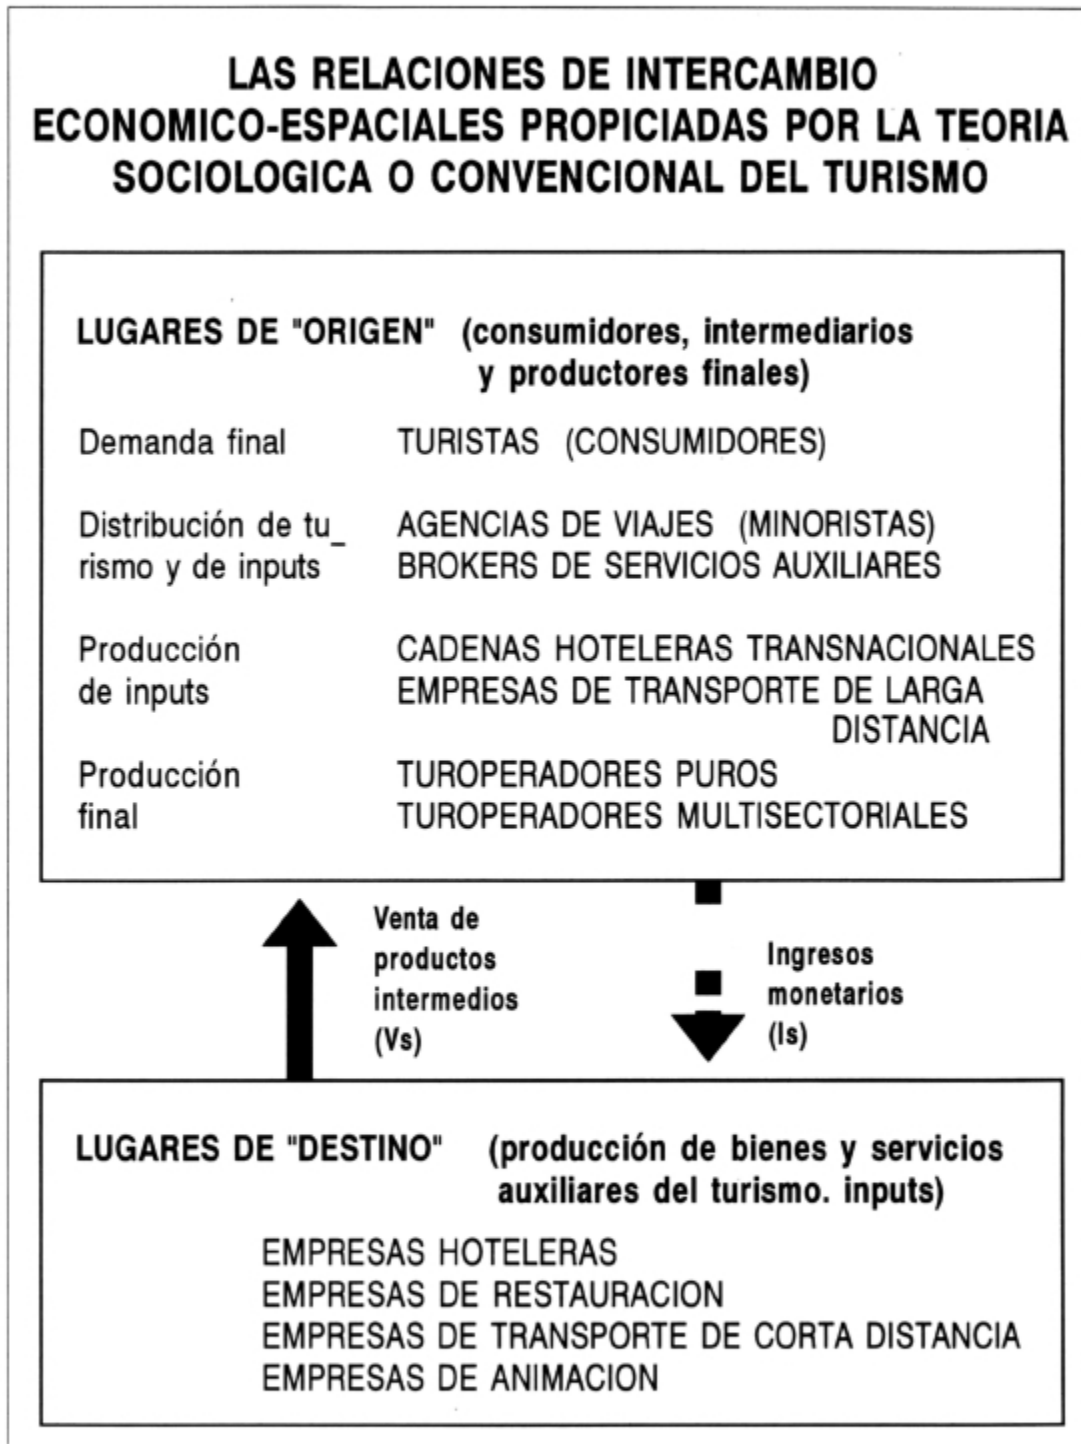 LAS RELACIONES DE INTERCAMBIO
ECONOMICO-ESPACIALES PROPICIADAS POR LA TEORIA
SOCIOLOGICA O CONVENCIONAL DEL TURISMO
LUGARES DE "ORIGEN" (consumidores, intermediarios
y productores finales)
Demanda final TURISTAS (CONSUMIDORES)
Distribución de tu_ AGENCIAS DE VIAJES (MINORISTAS)
rismo y de inputs BROKERS DE SERVICIOS AUXILIARES
Producción CADENAS HOTELERAS TRANSNACIONALES
de inputs EMPRESAS DE TRANSPORTE DE LARGA
DISTANCIA
Producción TUROPERADORES PUROS
final TUROPERADORES MULTISECTORIALES
Venta de
productos
intermedios
(Vs)
Ingresos
monetarios
(Is)
LUGARES DE "DESTINO" (producción de bienes y servicios
auxiliares del turismo. inputs)
EMPRESAS HOTELERAS
EMPRESAS DE RESTAURACION
EMPRESAS DE TRANSPORTE DE CORTA DISTANCIA
EMPRESAS DE ANIMACION